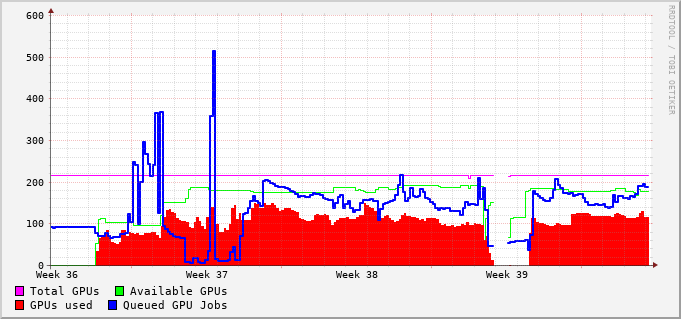 600
500
400
300
200
100
0
Week 36 Week 37 Week 38 Week 39
Total GPUs Available GPUs
GPUs used Queued GPU Jobs
RRDTOOL / TOBI OETIKER